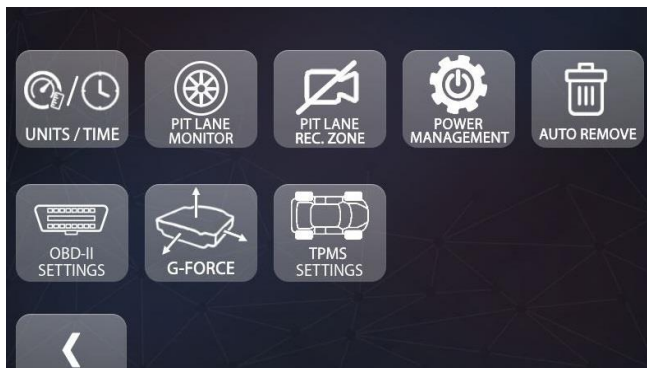 UNITS / TIME
PIT LANE
MONITOR
PIT LANE
REC. ZONE
POWER
MANAGEMENT
AUTO REMOVE
OBD-II
SETTINGS
G-FORCE
TPMS
SETTINGS